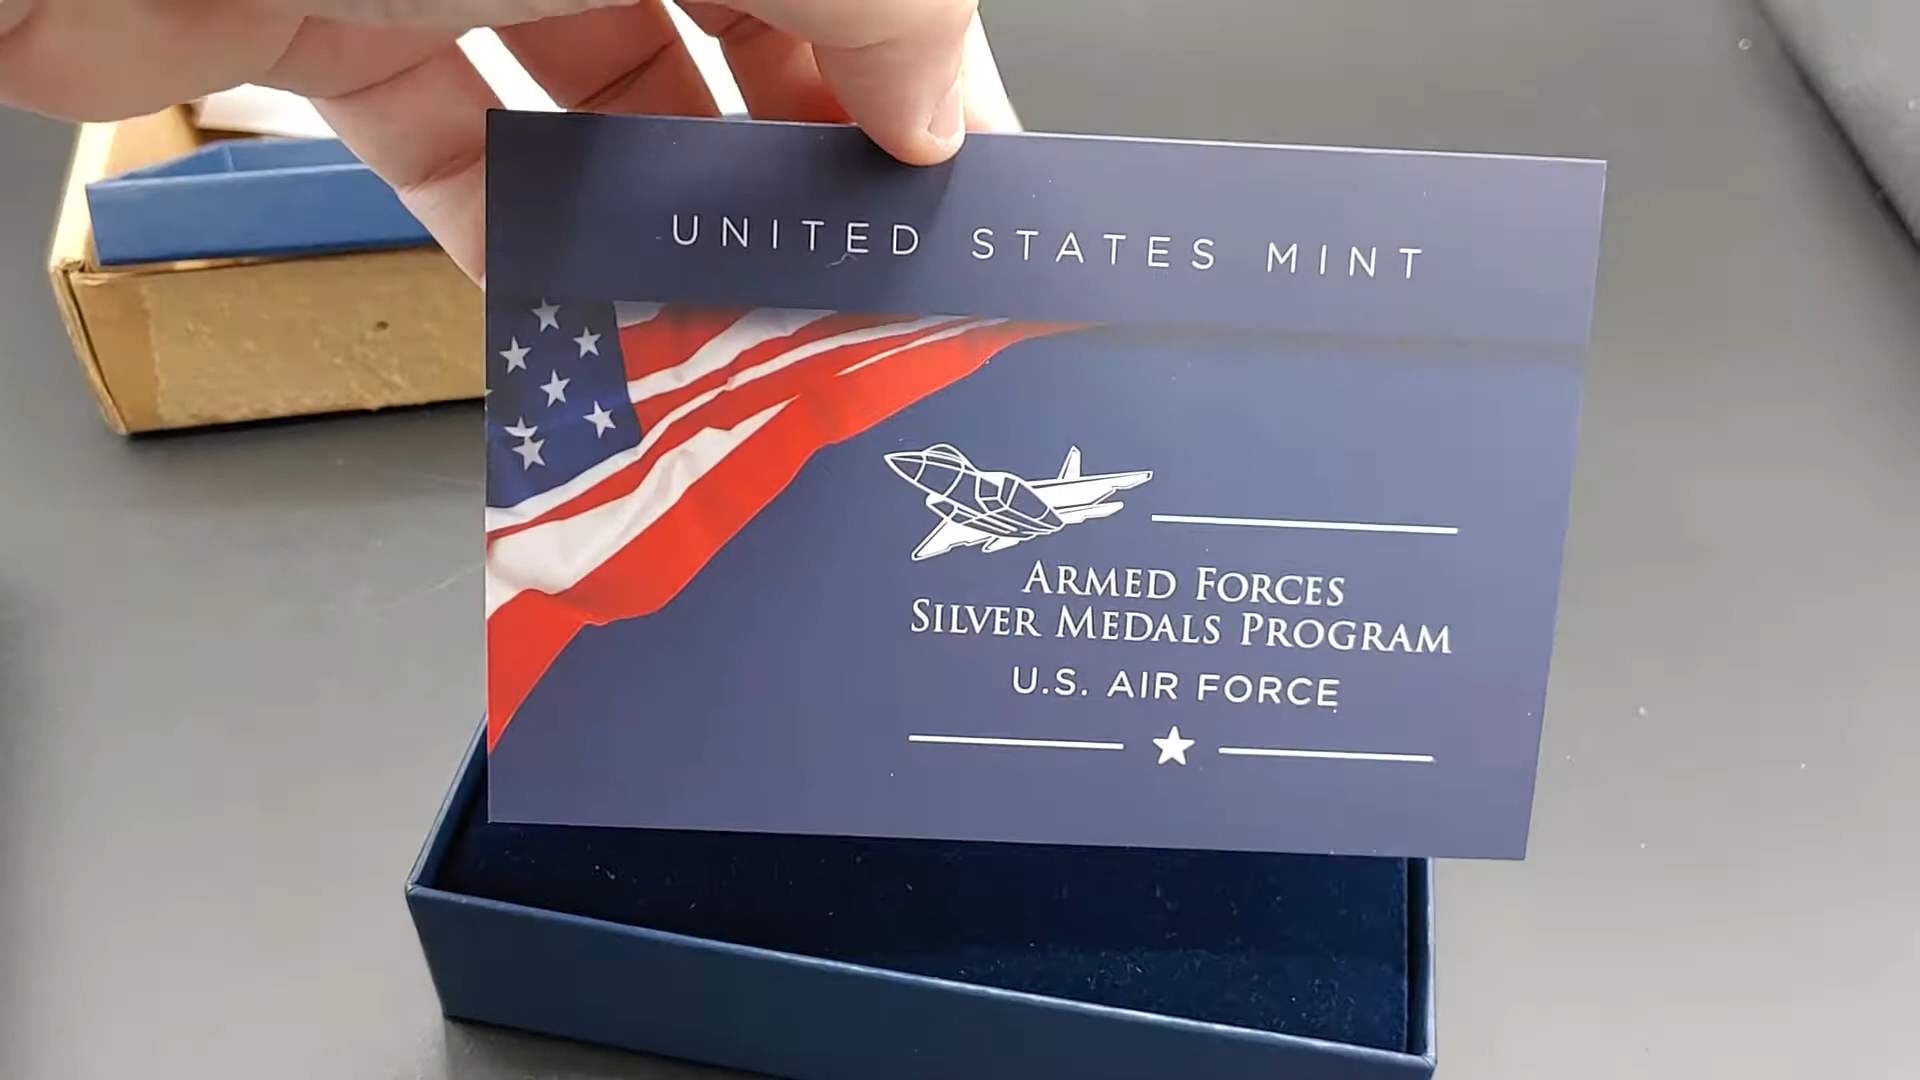 UNITED STATES MINT
ARMED FORCES
SILVER MEDALS PROGRAM
U.S. AIR FORCE